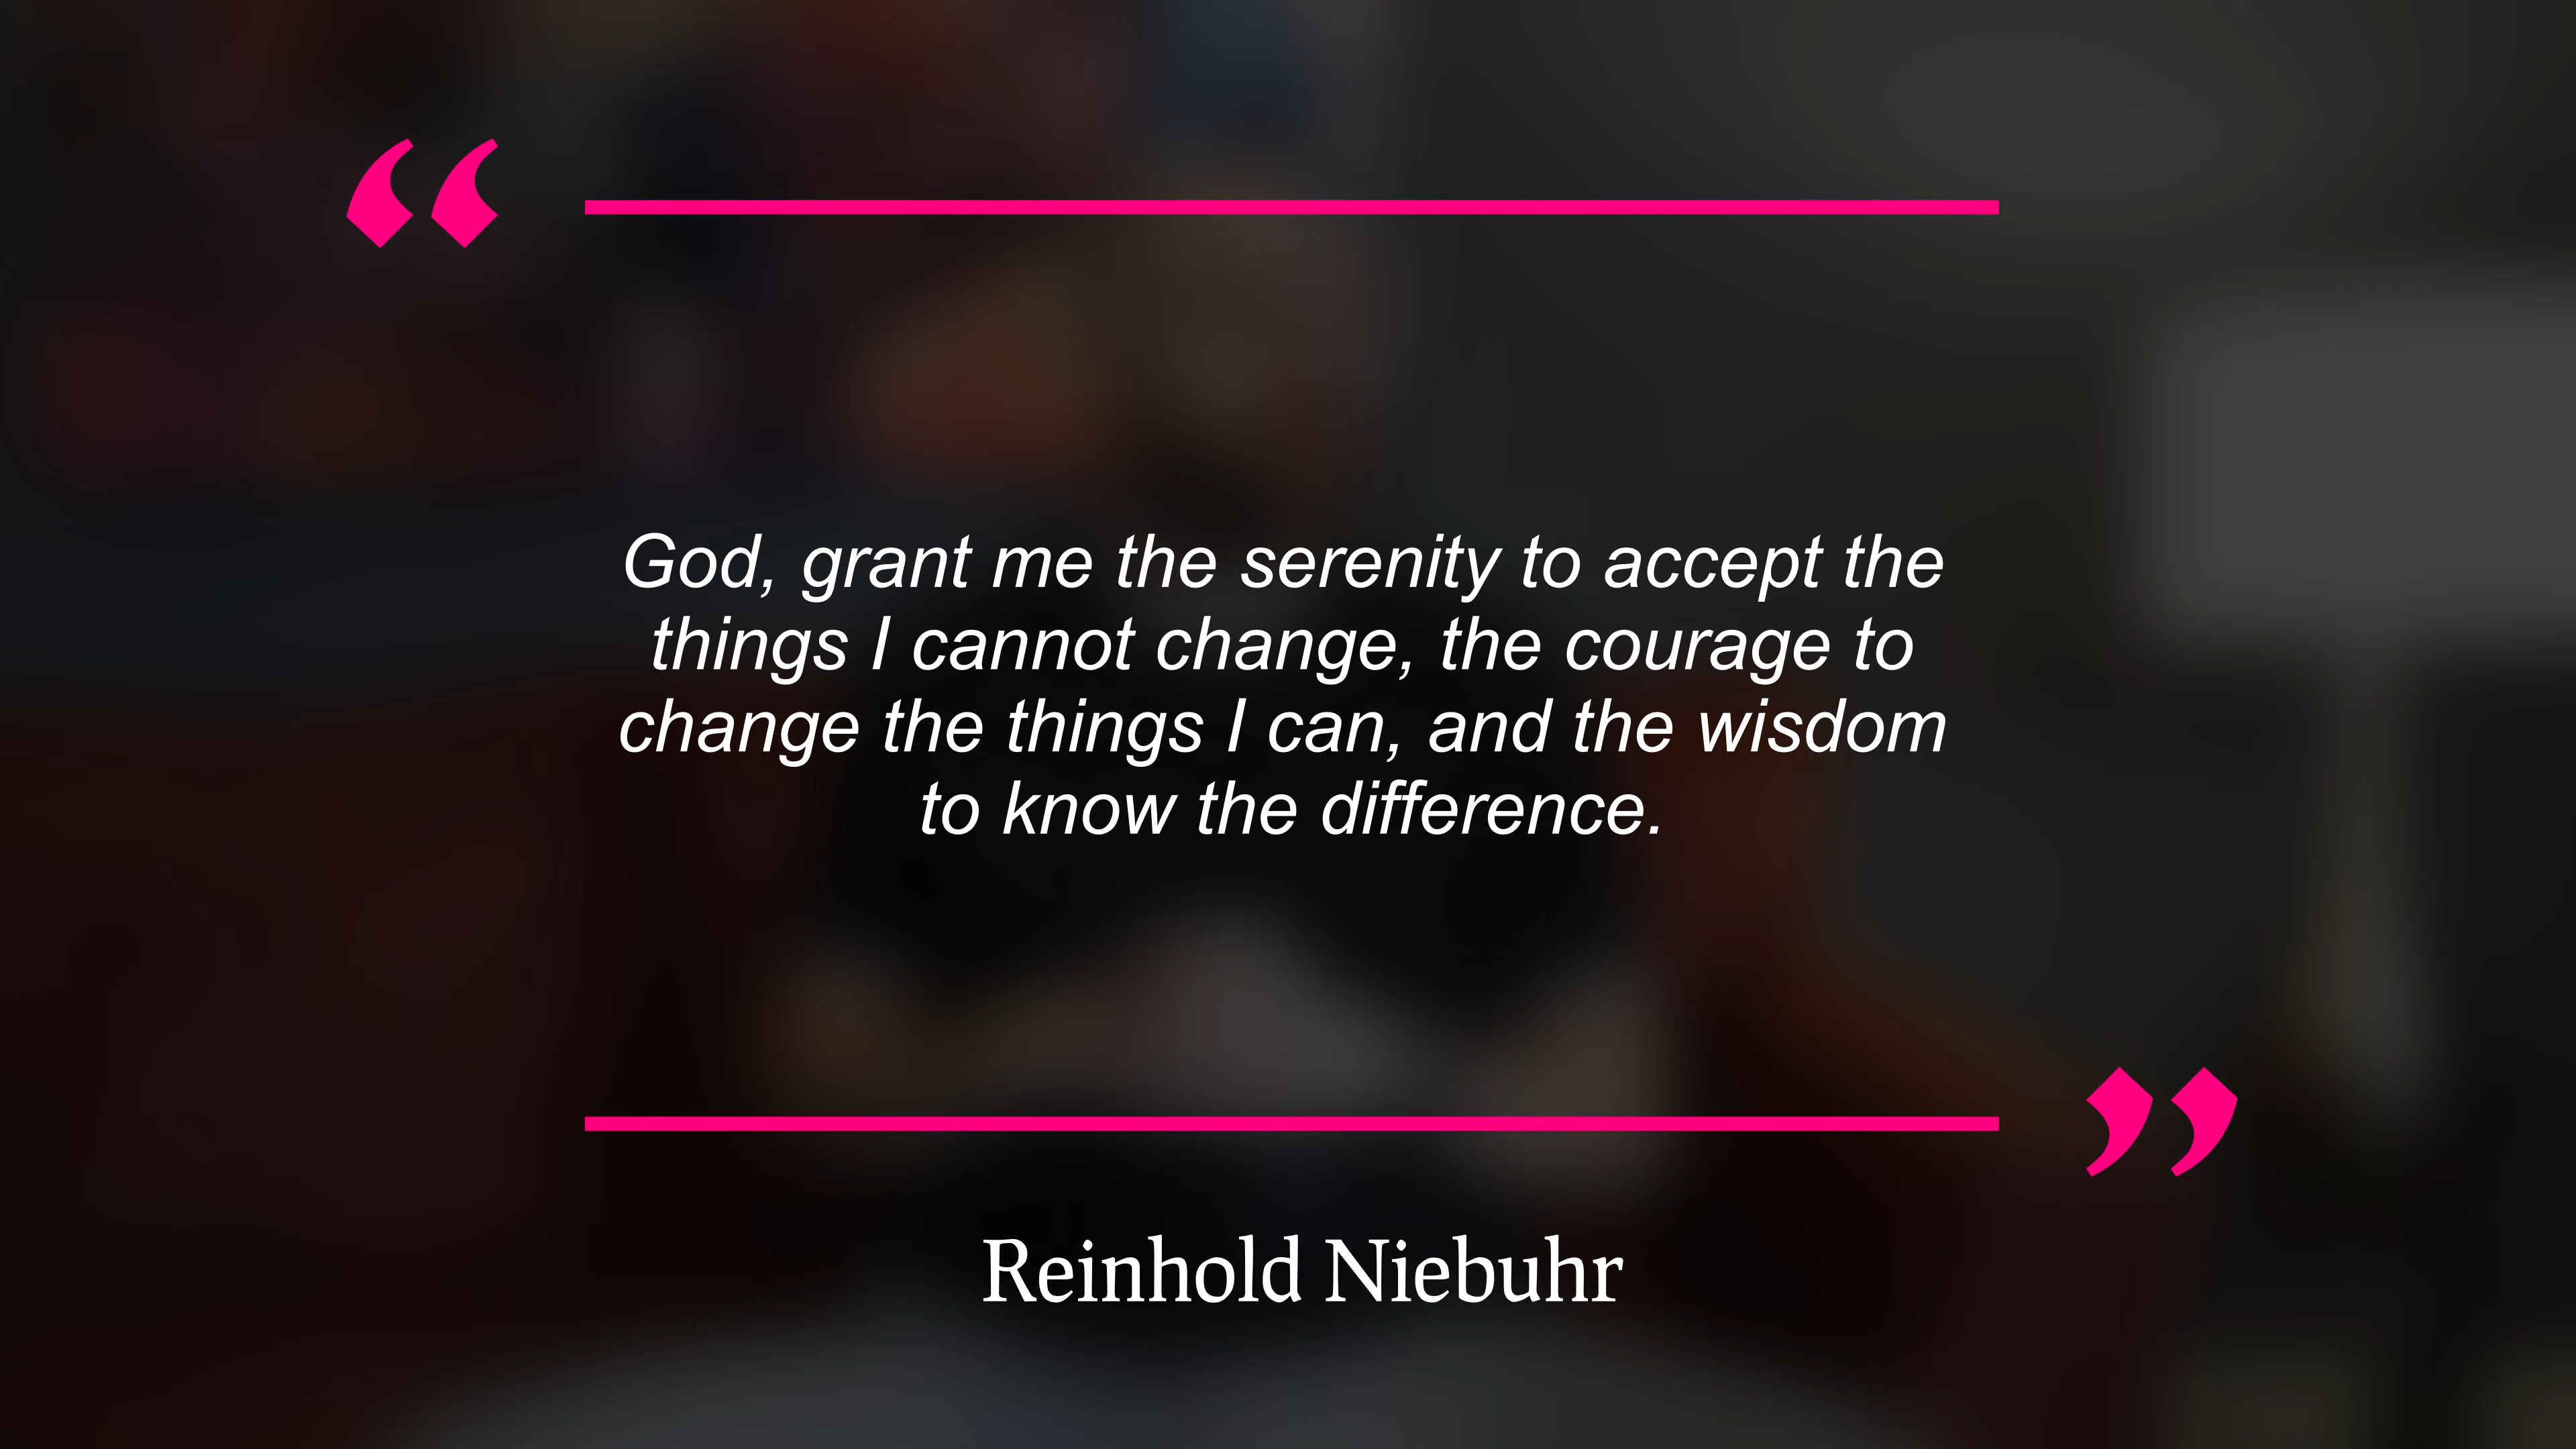 “
God, grant me the serenity to accept the
things I cannot change, the courage to
change the things I can, and the wisdom
to know the difference.
”
Reinhold Niebuhr